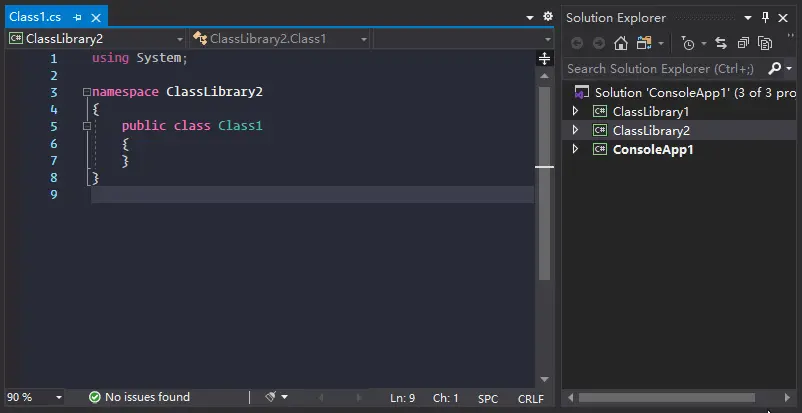 Class1.cs
ClassLibrary2
ClassLibrary2.Class1
1 using System;
2
3 namespace ClassLibrary2
4 {
5 public class Class1
6 {
7 }
8 }
9
90 %
No issues found
Ln: 9
Ch: 1
SPC
CRLF
Solution Explorer
Search Solution Explorer (Ctrl+;)
Solution 'ConsoleApp1' (3 of 3 pro
C# ClassLibrary1
C# ClassLibrary2
C# ConsoleApp1